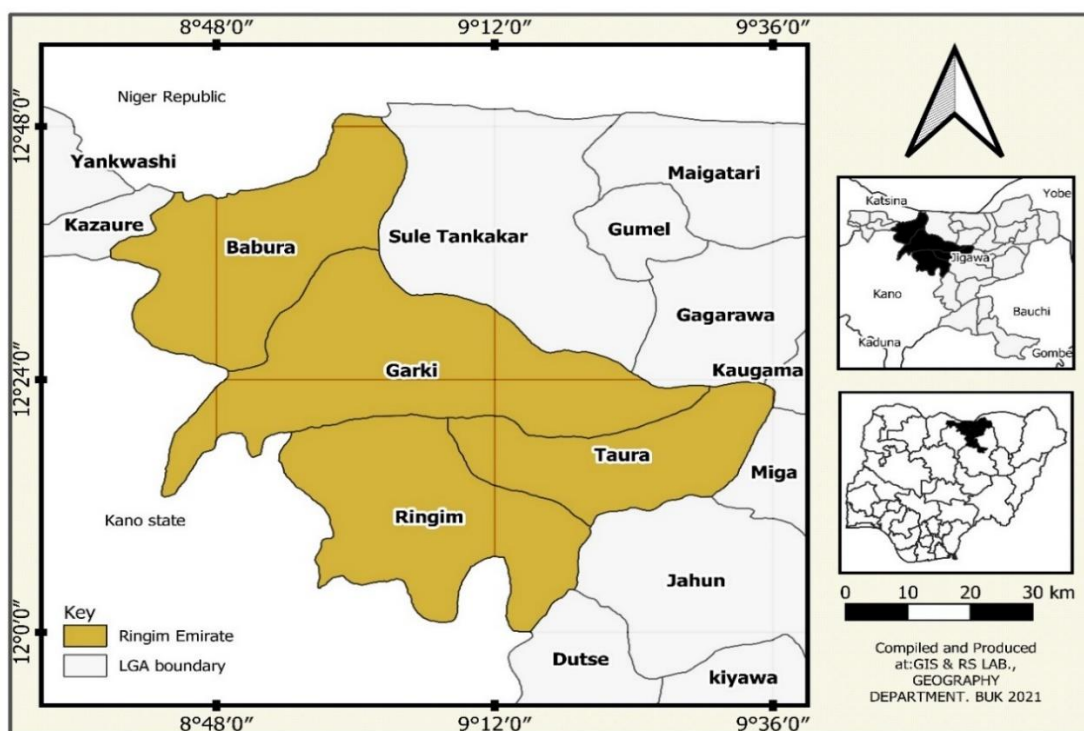 8°48′0″ 9°12′0″ 9°36′0″
12°48′0″
12°24′0″
12°0′0″
Niger Republic
Yankwashi
Kazaure
Babura
Sule Tankakar
Maigatari
Gumel
Gagarawa
Garki
Kaugama
Taura
Miga
Ringim
Kano state
Jahun
Dutse
kiyawa
Key
Ringim Emirate
LGA boundary
8°48′0″ 9°12′0″ 9°36′0″
Katsina
Yobe
Jigawa
Kano
Bauchi
Kaduna
Gombe
0 10 20 30 km
Compiled and Produced
at:GIS & RS LAB.,
GEOGRAPHY
DEPARTMENT. BUK 2021